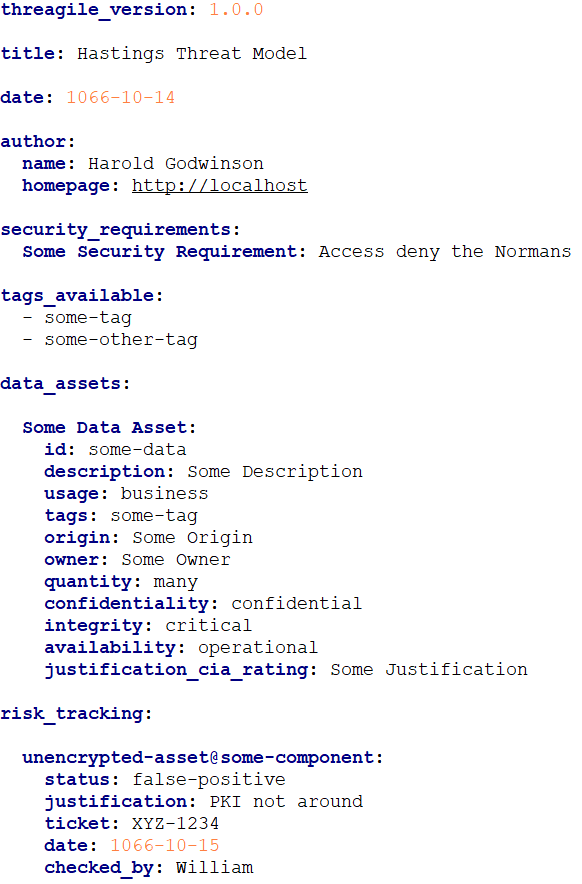 threagile_version: 1.0.0
title: Hastings Threat Model
date: 1066-10-14
author:
  name: Harold Godwinson
  homepage: http://localhost
security_requirements:
  Some Security Requirement: Access deny the Normans
tags_available:
  - some-tag
  - some-other-tag
data_assets:
  Some Data Asset:
    id: some-data
    description: Some Description
    usage: business
    tags: some-tag
    origin: Some Origin
    owner: Some Owner
    quantity: many
    confidentiality: confidential
    integrity: critical
    availability: operational
    justification_cia_rating: Some Justification
risk_tracking:
  unencrypted-asset@some-component:
    status: false-positive
    justification: PKI not around
    ticket: XYZ-1234
    date: 1066-10-15
    checked_by: William